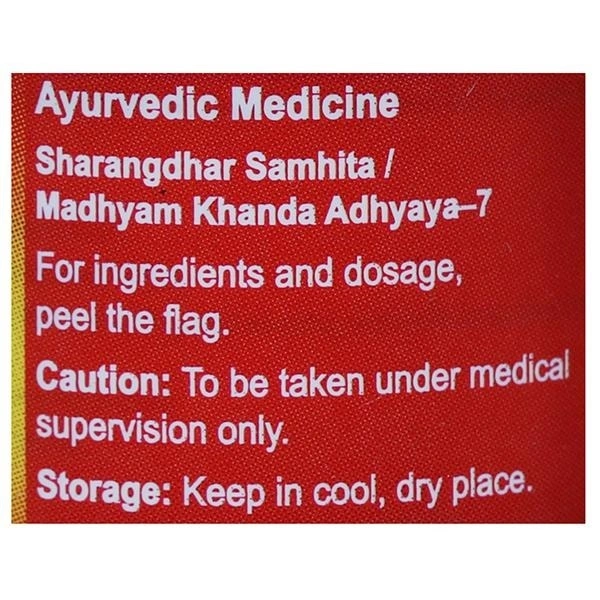 Ayurvedic Medicine
Sharangdhar Samhita /
Madhyam Khanda Adhyaya–7
For ingredients and dosage,
peel the flag.
Caution: To be taken under medical
supervision only.
Storage: Keep in cool, dry place.